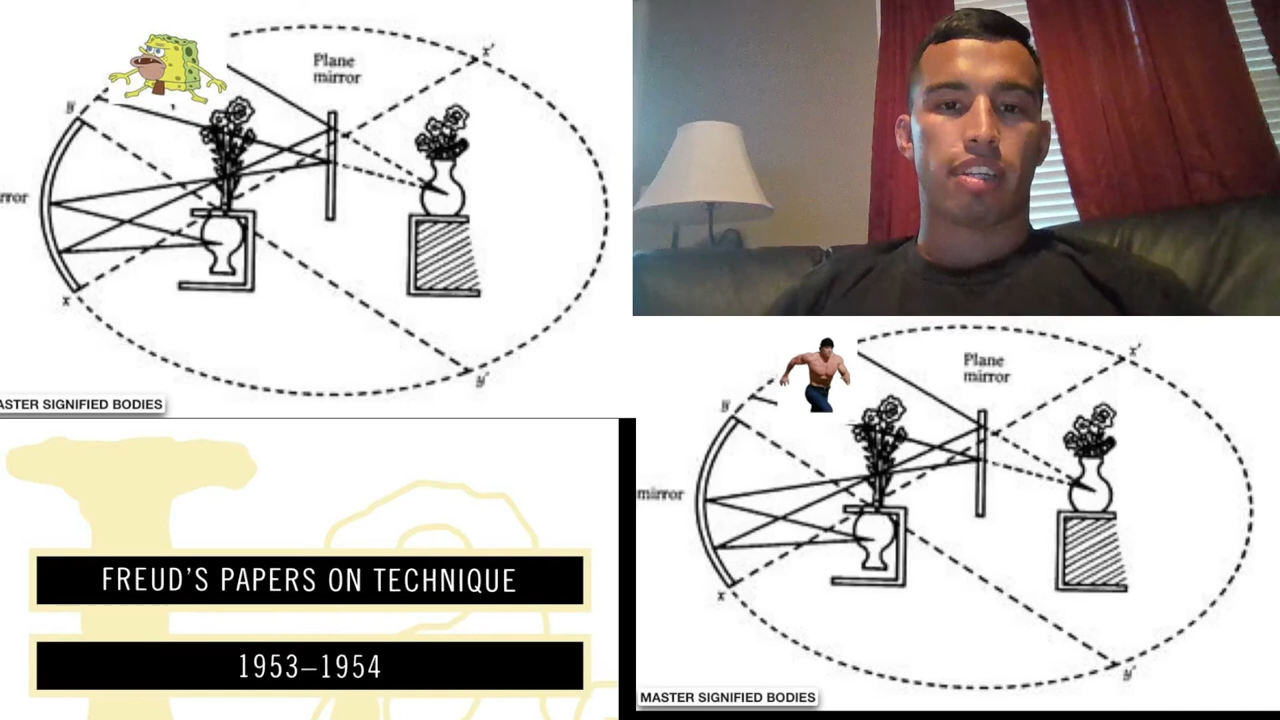 Plane
mirror
x'
y
rror
x
y'
ASTER SIGNIFIED BODIES
FREUD'S PAPERS ON TECHNIQUE
1953–1954
Plane
mirror
x'
y
mirror
x
y'
MASTER SIGNIFIED BODIES